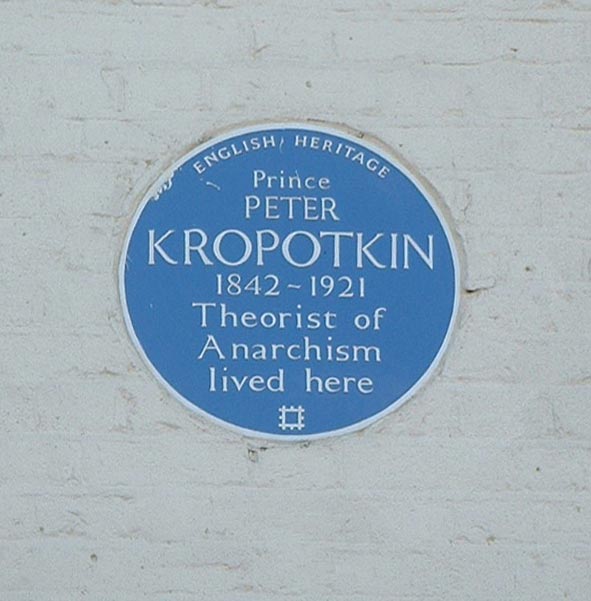 ENGLISH HERITAGE
Prince
PETER
KROPOTKIN
1842~1921
Theorist of
Anarchism
lived here